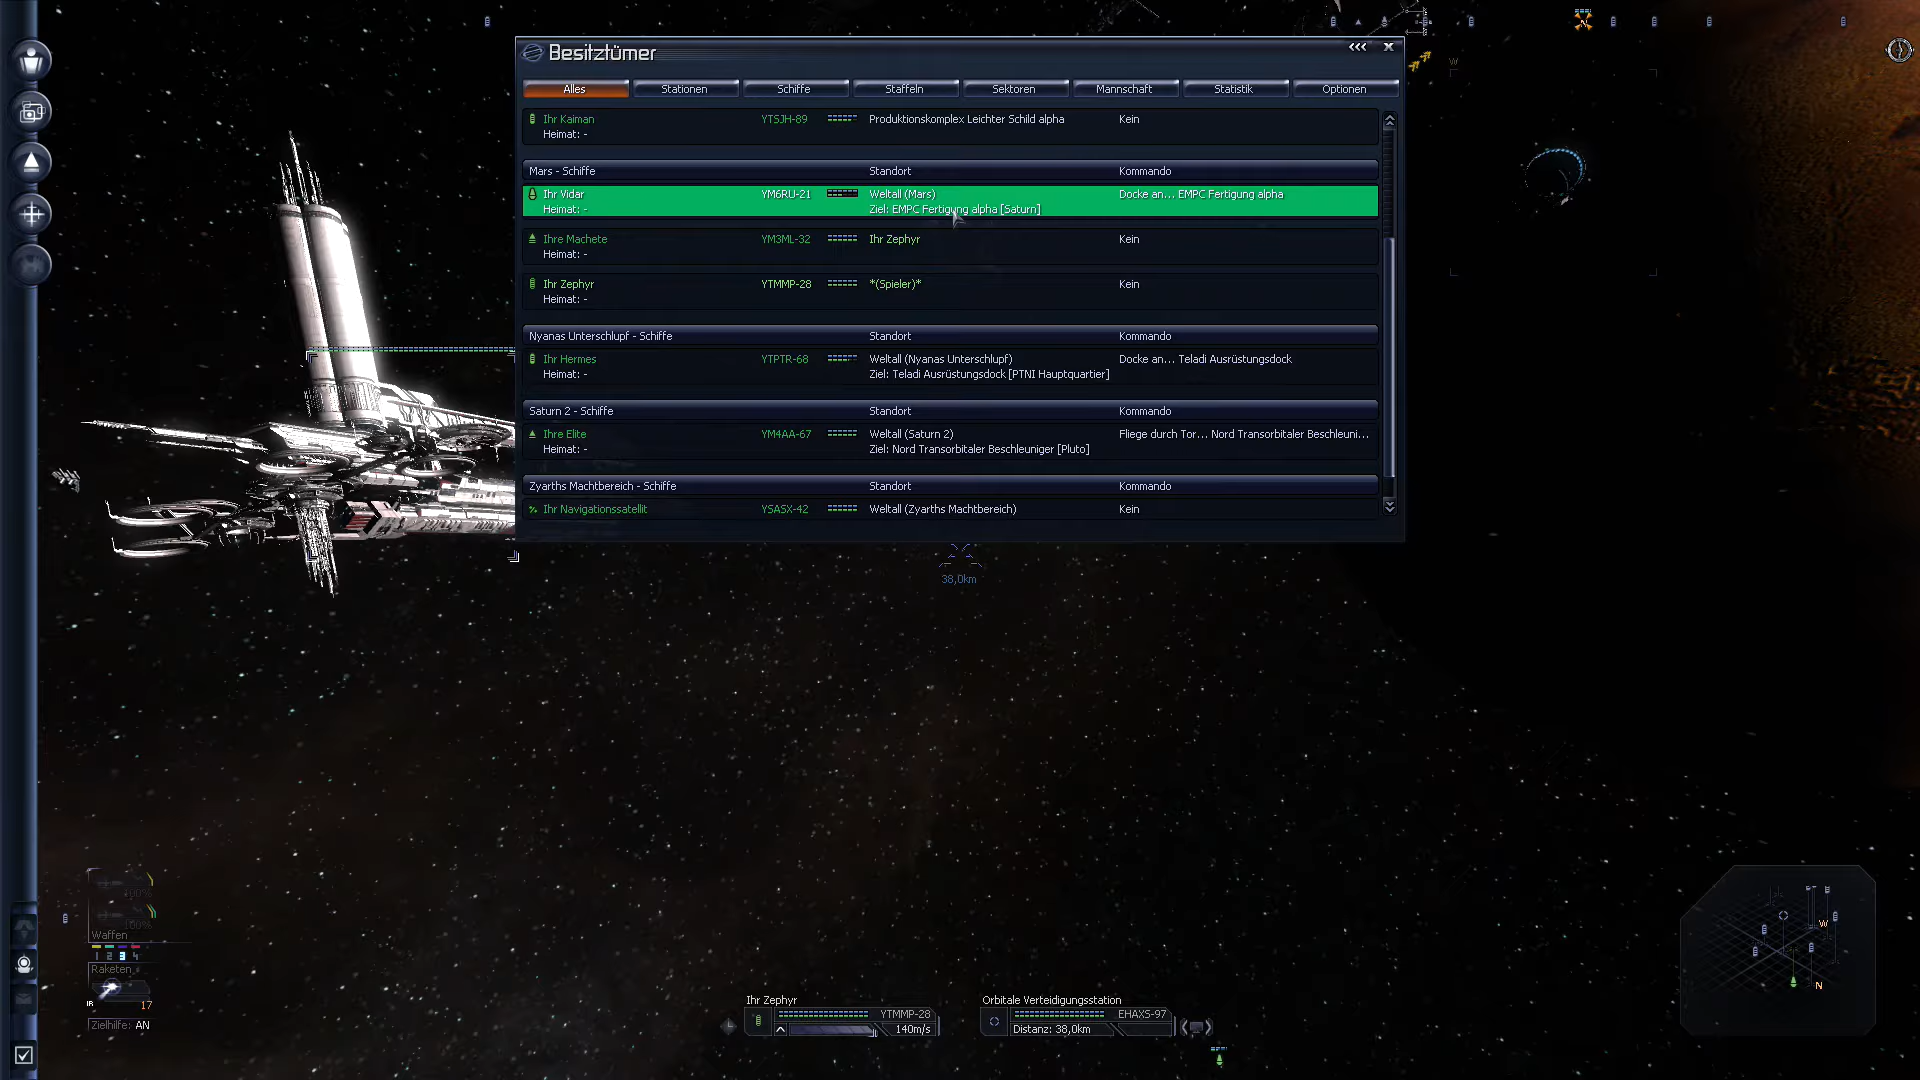 Besitztümer
Alles Stationen Schiffe Staffeln Sektoren Mannschaft Statistik Optionen
Ihr Kaiman YTSJH-89 Produktionskomplex Leichter Schild alpha Kein
Heimat: -
Mars - Schiffe Standort Kommando
Ihr Vidar YM6RU-21 Weltall (Mars) Docke an... EMPC Fertigung alpha
Heimat: - Ziel: EMPC Fertigung alpha [Saturn]
Ihre Machete YM3ML-32 Ihr Zephyr Kein
Heimat: -
Ihr Zephyr YTMMP-28 *(Spieler)* Kein
Heimat: -
Nyanas Unterschlupf - Schiffe Standort Kommando
Ihr Hermes YTPTR-68 Weltall (Nyanas Unterschlupf) Docke an... Teladi Ausrüstungsdock
Heimat: - Ziel: Teladi Ausrüstungsdock [PTNI Hauptquartier]
Saturn 2 - Schiffe Standort Kommando
Ihre Elite YM4AA-67 Weltall (Saturn 2) Fliege durch Tor... Nord Transorbitaler Beschleuni...
Heimat: - Ziel: Nord Transorbitaler Beschleuniger [Pluto]
Zyarths Machtbereich - Schiffe Standort Kommando
Ihr Navigationssatellit YSASX-42 Weltall (Zyarths Machtbereich) Kein
W
38,0km
100%
100%
Waffen
1 2 3 4
Raketen
IR 17
Zielhilfe: AN
Ihr Zephyr
YTMMP-28
140m/s
Orbitale Verteidigungsstation
EHAXS-97
Distanz: 38,0km
W
N